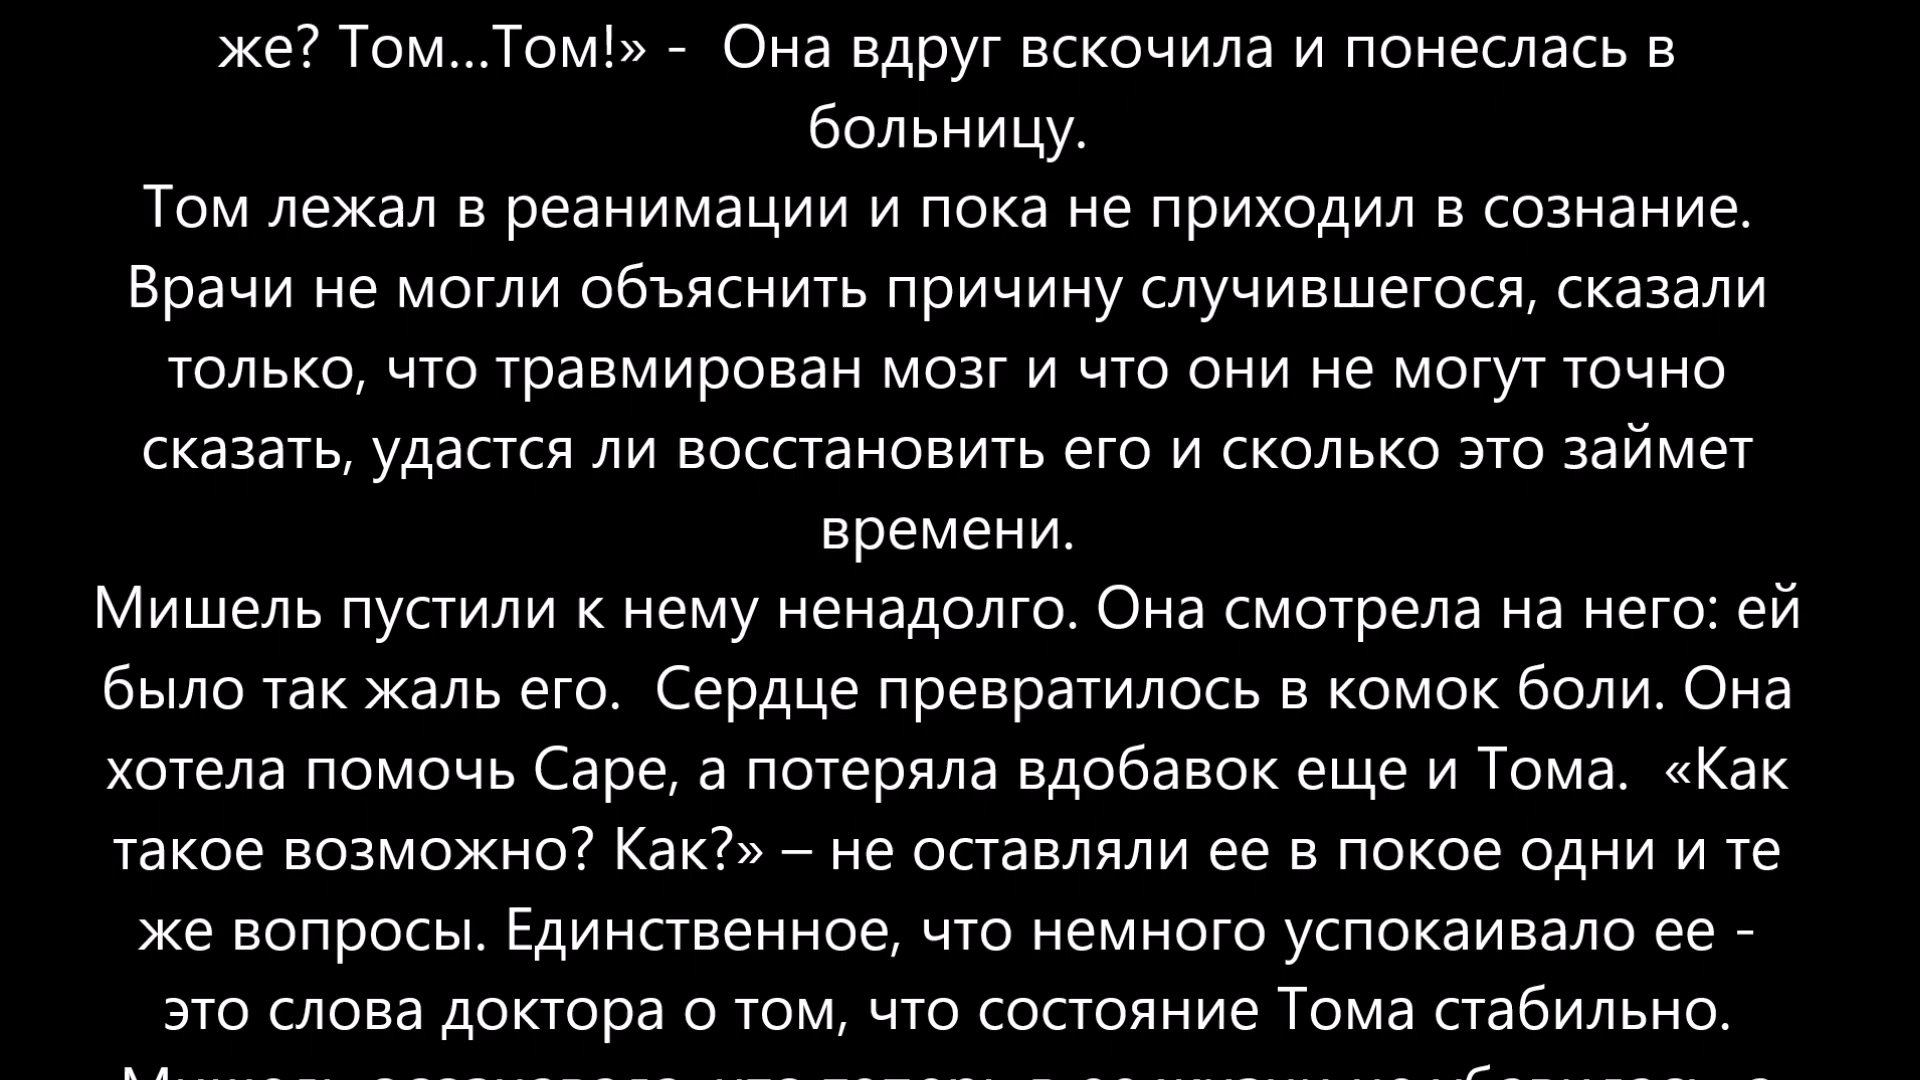 же? Том...Том!» -  Она вдруг вскочила и понеслась в
больницу.
Том лежал в реанимации и пока не приходил в сознание.
Врачи не могли объяснить причину случившегося, сказали
только, что травмирован мозг и что они не могут точно
сказать, удастся ли восстановить его и сколько это займет
времени.
Мишель пустили к нему ненадолго. Она смотрела на него: ей
было так жаль его.  Сердце превратилось в комок боли. Она
хотела помочь Саре, а потеряла вдобавок еще и Тома.  «Как
такое возможно? Как?» – не оставляли ее в покое одни и те
же вопросы. Единственное, что немного успокаивало ее -
это слова доктора о том, что состояние Тома стабильно.